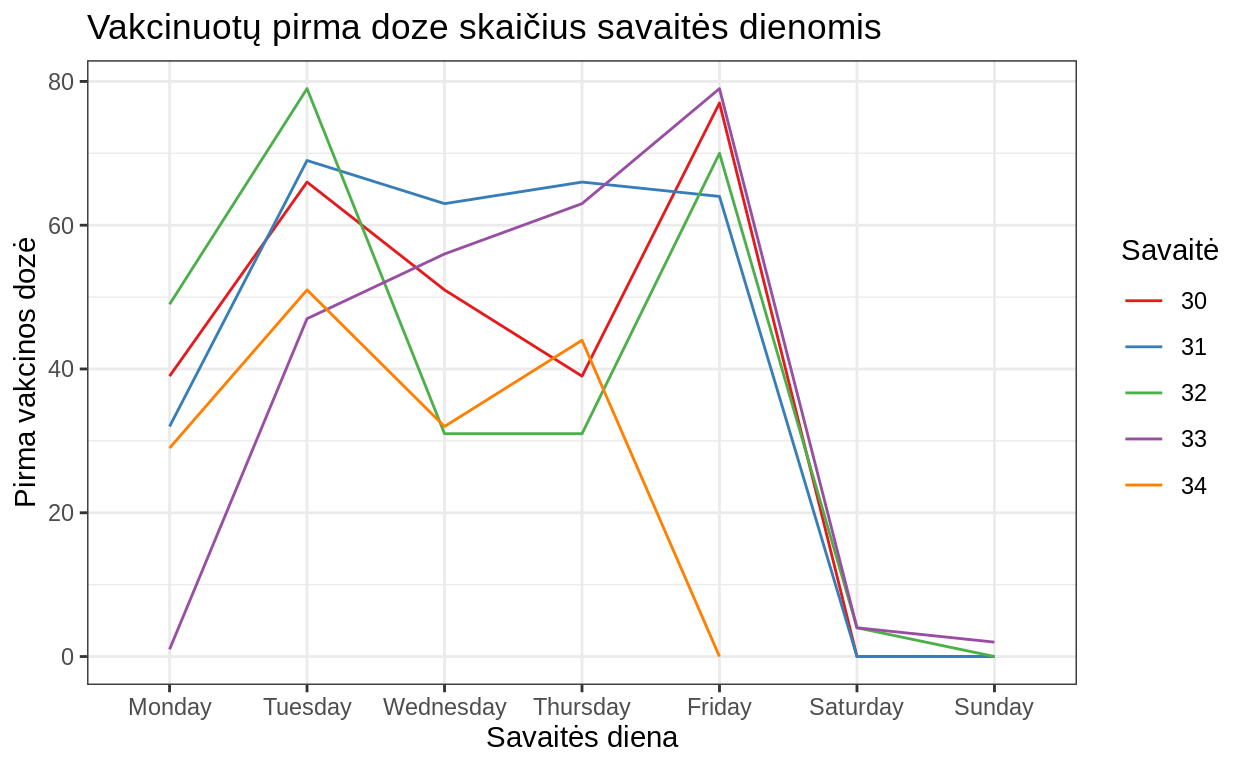 Vakcinuotų pirma doze skaičius savaitės dienomis
Pirma vakcinos dozė
80
60
40
20
0
Monday Tuesday Wednesday Thursday Friday Saturday Sunday
Savaitės diena
Savaitė
30
31
32
33
34